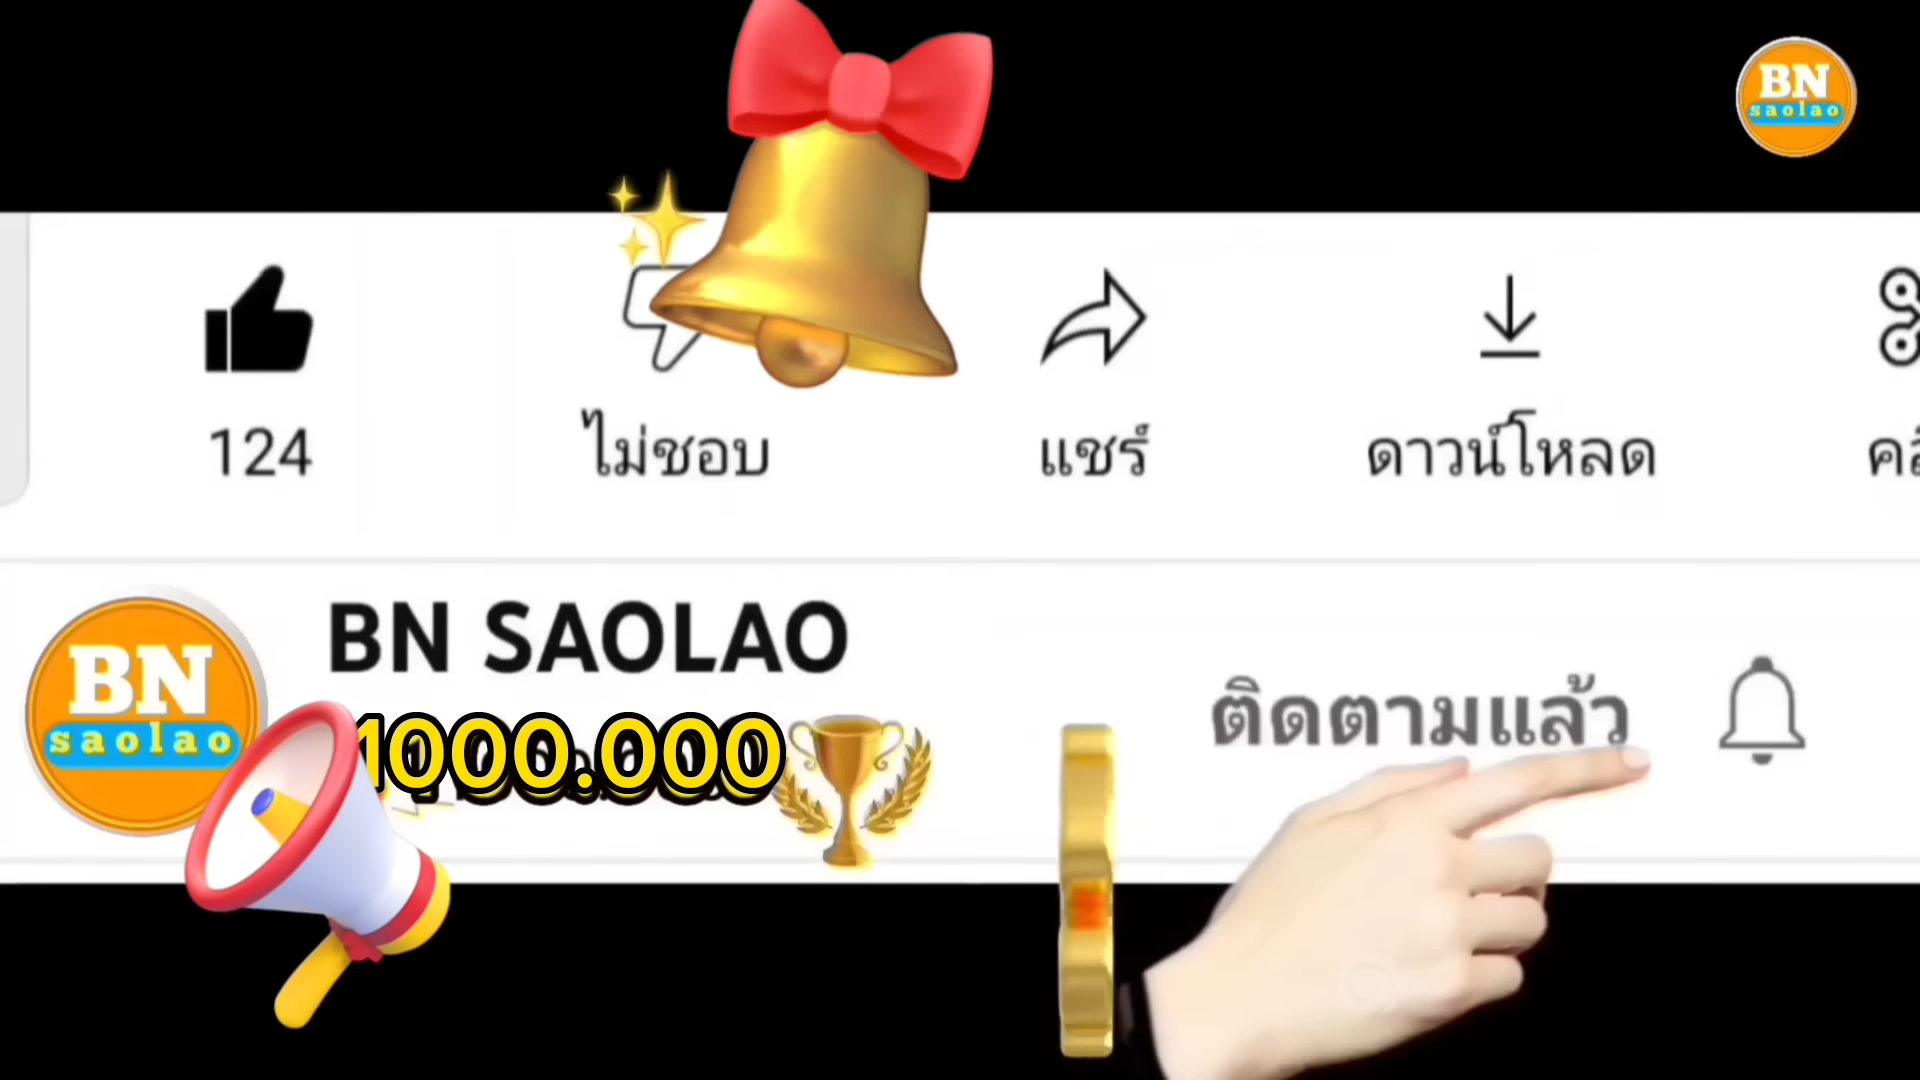 BN
saolao
124
ไม่ชอบ
แชร์
ดาวน์โหลด
BN SAOLAO
BN
saolao
1000.000
ติดตามแล้ว